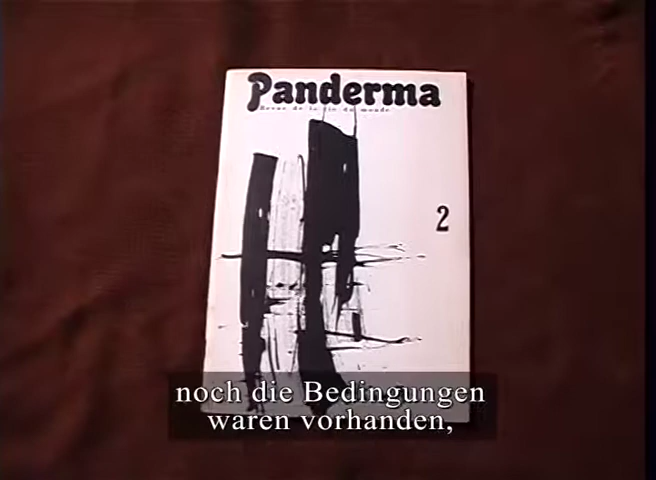 Panderma
Revue de la fin du monde
2
noch die Bedingungen
waren vorhanden,